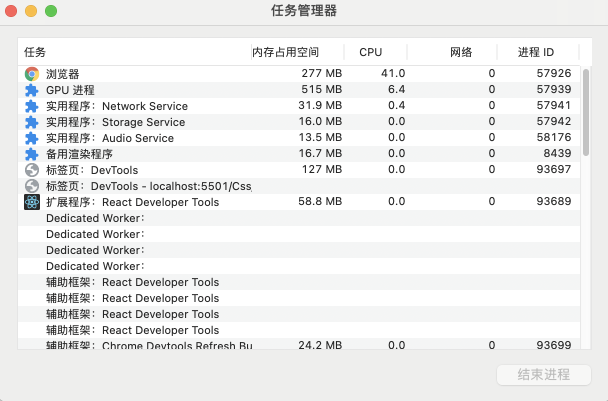 任务管理器
任务 内存占用空间 CPU 网络 进程 ID
浏览器 277 MB 41.0 0 57926
GPU 进程 515 MB 6.4 0 57939
实用程序：Network Service 31.9 MB 0.4 0 57941
实用程序：Storage Service 16.0 MB 0.0 0 57942
实用程序：Audio Service 13.5 MB 0.0 0 58176
备用渲染程序 16.7 MB 0.0 0 8439
标签页：DevTools 127 MB 0.0 0 93697
标签页：DevTools - localhost:5501/Css
扩展程序：React Developer Tools 58.8 MB 0.0 0 93689
Dedicated Worker：
Dedicated Worker：
Dedicated Worker：
Dedicated Worker：
辅助框架：React Developer Tools
辅助框架：React Developer Tools
辅助框架：React Developer Tools
辅助框架：React Developer Tools
辅助框架：Chrome Devtools Refresh Bu 24.2 MB 0.0 0 93699
结束进程